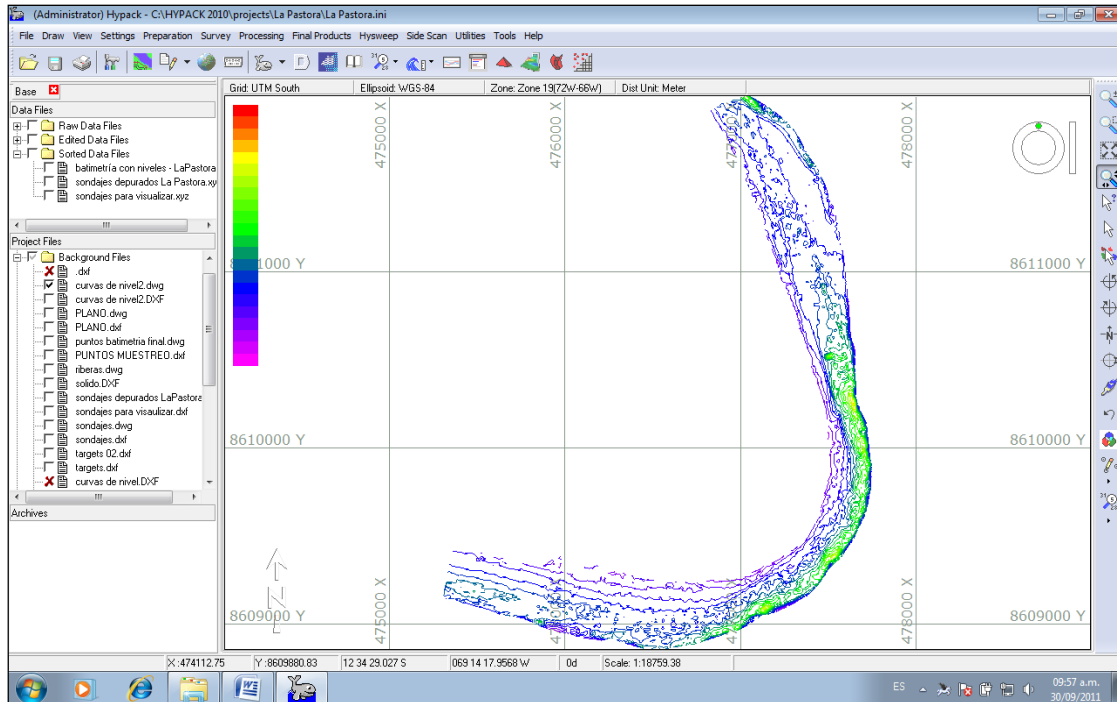 (Administrator) Hypack - C:\HYPACK 2010\projects\La Pastora\La Pastora.ini
File Draw View Settings Preparation Survey Processing Final Products Hysweep Side Scan Utilities Tools Help
Base
Grid: UTM South Ellipsoid: WGS-84 Zone: Zone 19(72W-66W) Dist Unit: Meter
Data Files
Raw Data Files
Edited Data Files
Sorted Data Files
batimetría con niveles - LaPastora
sondajes depurados La Pastora.xy
sondajes para visualizar.xyz
Project Files
Background Files
.dxf
curvas de nivel2.dwg
curvas de nivel2.DXF
PLANO.dwg
PLANO.dxf
puntos batimetria final.dwg
PUNTOS MUESTREO.dxf
riberas.dwg
solido.DXF
sondajes depurados LaPastora
sondajes para visaulizar.dxf
sondajes.dwg
sondajes.dxf
targets 02.dxf
targets.dxf
curvas de nivel.DXF
Archives
475000 X
476000 X
478000 X
8611000 Y
8610000 Y
8610000 Y
8609000 Y
8609000 Y
475000 X
478000 X
N
X :474112.75 Y :8609880.83 12 34 29.027 S 069 14 17.9568 W 0d Scale: 1:18759.38
ES
09:57 a.m.
30/09/2011